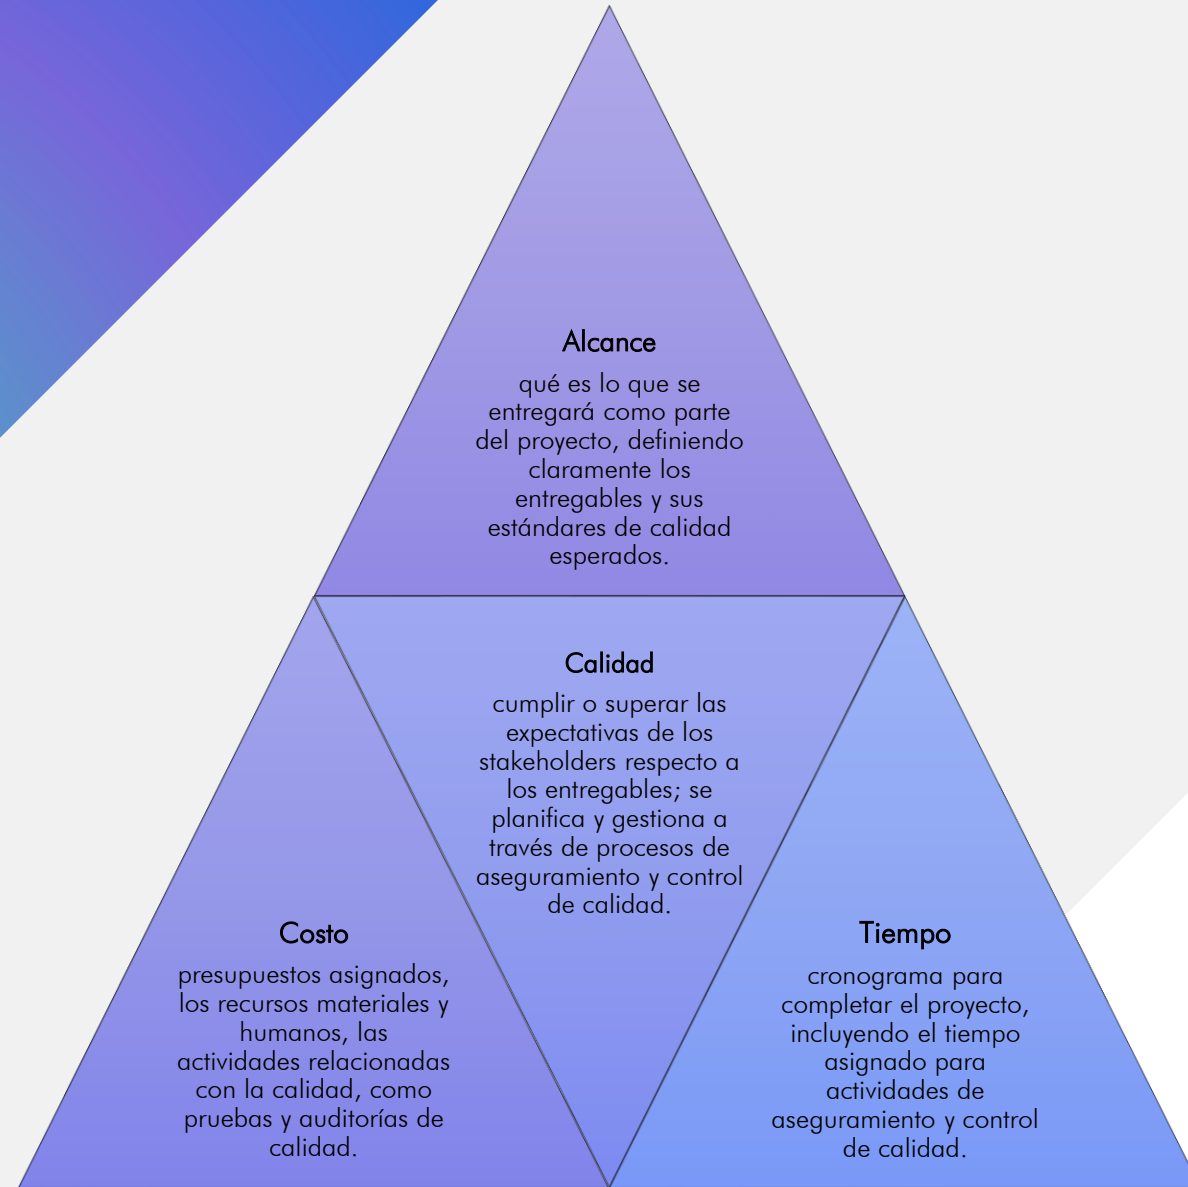 Alcance
qué es lo que se
entregará como parte
del proyecto, definiendo
claramente los
entregables y sus
estándares de calidad
esperados.
Calidad
cumplir o superar las
expectativas de los
stakeholders respecto a
los entregables; se
planifica y gestiona a
través de procesos de
aseguramiento y control
de calidad.
Costo
presupuestos asignados,
los recursos materiales y
humanos, las
actividades relacionadas
con la calidad, como
pruebas y auditorías de
calidad.
Tiempo
cronograma para
completar el proyecto,
incluyendo el tiempo
asignado para
actividades de
aseguramiento y control
de calidad.